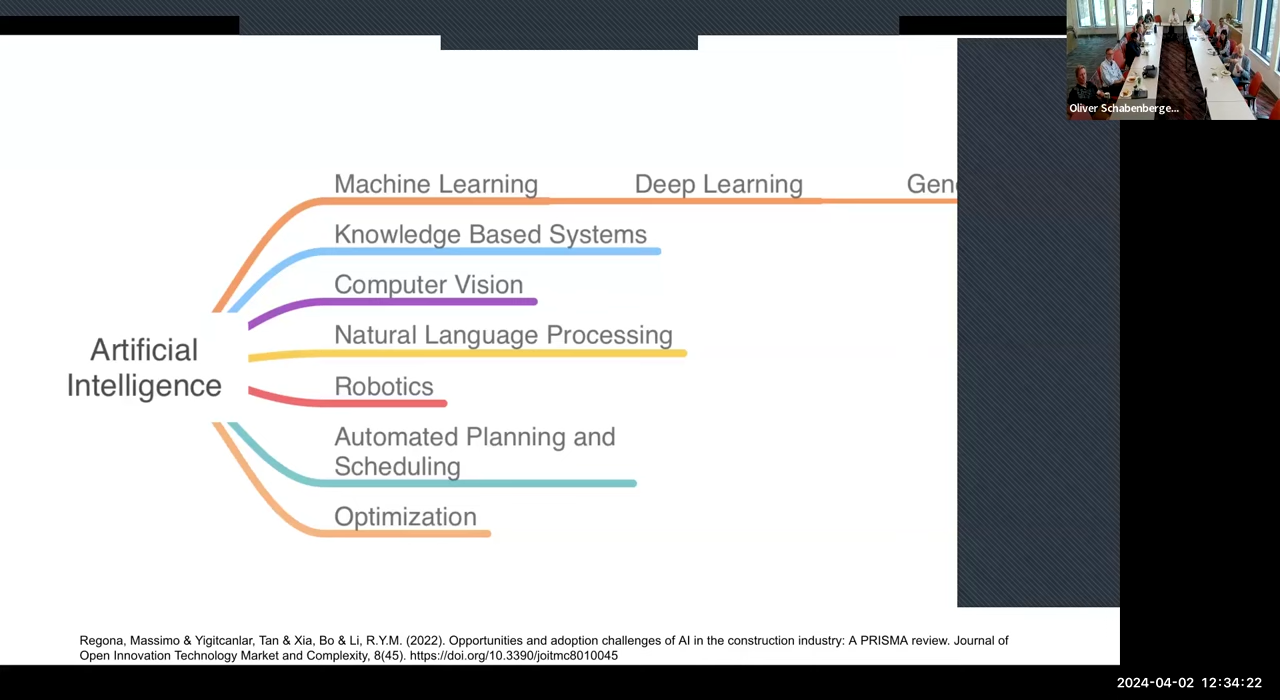 Oliver Schabenberge...
Machine Learning
Deep Learning
Gen
Knowledge Based Systems
Computer Vision
Natural Language Processing
Artificial
Intelligence
Robotics
Automated Planning and
Scheduling
Optimization
Regona, Massimo & Yigitcanlar, Tan & Xia, Bo & Li, R.Y.M. (2022). Opportunities and adoption challenges of AI in the construction industry: A PRISMA review. Journal of
Open Innovation Technology Market and Complexity, 8(45). https://doi.org/10.3390/joitmc8010045
2024-04-02 12:34:22